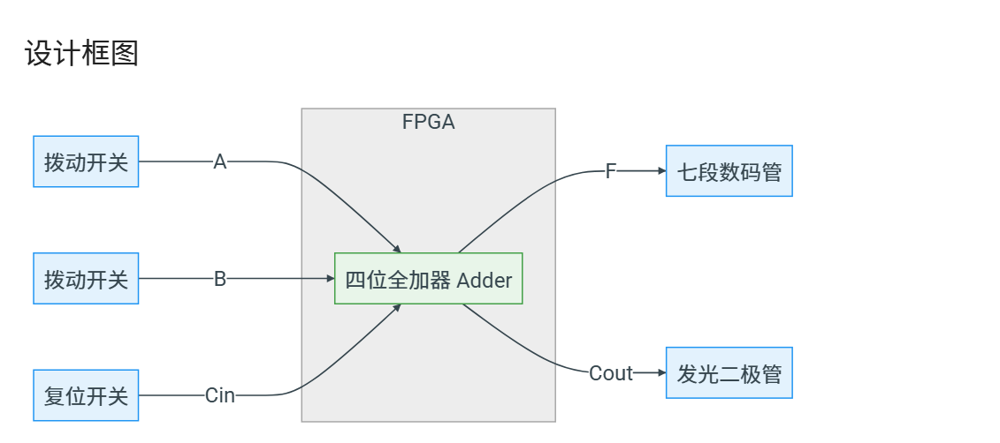 设计框图
FPGA
拨动开关
A
F
七段数码管
拨动开关
B
四位全加器 Adder
复位开关
Cin
Cout
发光二极管